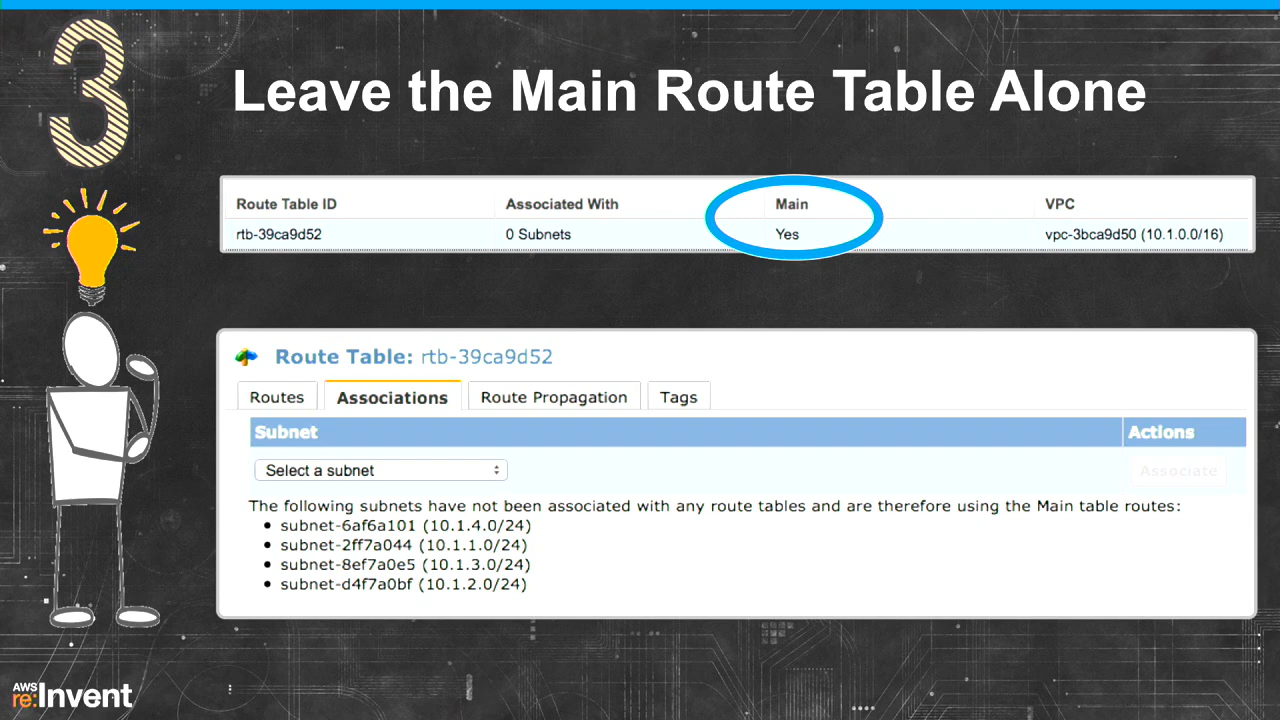 3
Leave the Main Route Table Alone
Route Table ID Associated With Main VPC
rtb-39ca9d52 0 Subnets Yes vpc-3bca9d50 (10.1.0.0/16)
Route Table: rtb-39ca9d52
Routes Associations Route Propagation Tags
Subnet Actions
Select a subnet Associate
The following subnets have not been associated with any route tables and are therefore using the Main table routes:
• subnet-6af6a101 (10.1.4.0/24)
• subnet-2ff7a044 (10.1.1.0/24)
• subnet-8ef7a0e5 (10.1.3.0/24)
• subnet-d4f7a0bf (10.1.2.0/24)
AWS
re:Invent